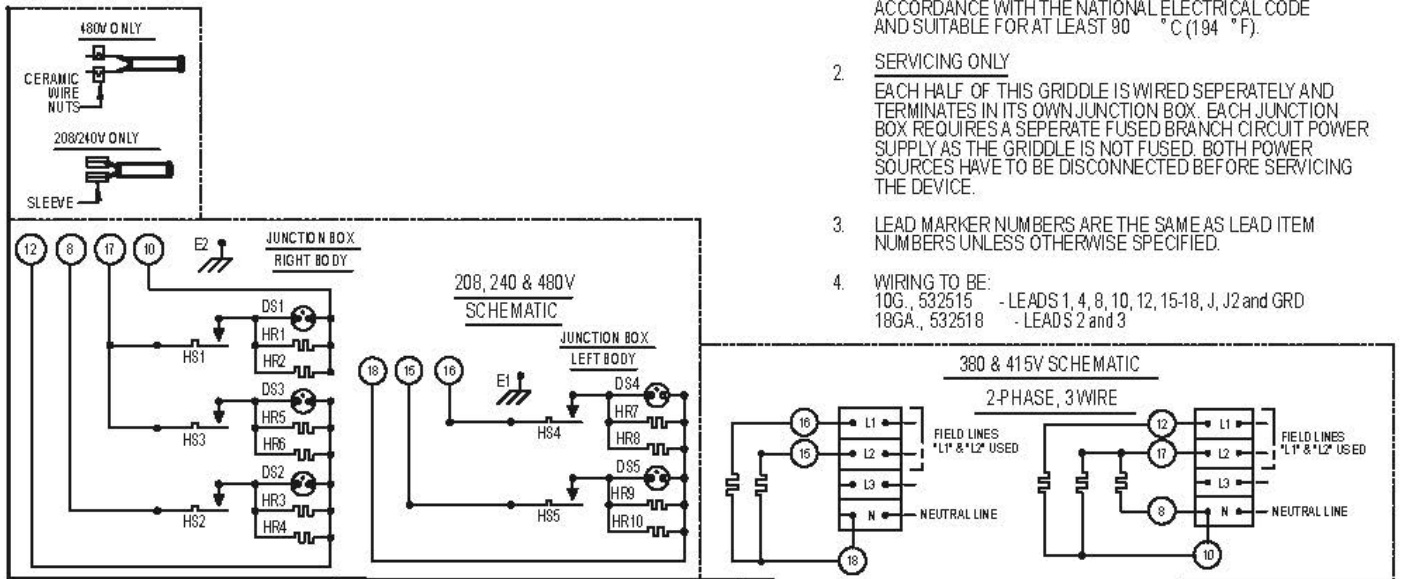 480V ONLY
CERAMIC
WIRE
NUTS
208/240V ONLY
SLEEVE
ACCORDANCE WITH THE NATIONAL ELECTRICAL CODE
AND SUITABLE FOR AT LEAST 90 °C (194 °F).
2. SERVICING ONLY
EACH HALF OF THIS GRIDDLE IS WIRED SEPERATELY AND
TERMINATES IN ITS OWN JUNCTION BOX. EACH JUNCTION
BOX REQUIRES A SEPERATE FUSED BRANCH CIRCUIT POWER
SUPPLY AS THE GRIDDLE IS NOT FUSED. BOTH POWER
SOURCES HAVE TO BE DISCONNECTED BEFORE SERVICING
THE DEVICE.
3. LEAD MARKER NUMBERS ARE THE SAME AS LEAD ITEM
NUMBERS UNLESS OTHERWISE SPECIFIED.
4. WIRING TO BE:
10G., 532515 - LEADS 1, 4, 8, 10, 12, 15-18, J, J2 and GRD
18GA., 532518 - LEADS 2 and 3
12 8 17 10 E2
JUNCTION BOX
RIGHT BODY
DS1
HR1
HS1
HR2
DS3
HR5
HS3
HR6
DS2
HR3
HS2
HR4
208, 240 & 480V
SCHEMATIC
JUNCTION BOX
LEFT BODY
18 15 16 E1
DS4
HR7
HS4
HR8
DS5
HR9
HS5
HR10
380 & 415V SCHEMATIC
2-PHASE, 3 WIRE
16 L1
15 L2
FIELD LINES
"L1" & "L2" USED
L3
N NEUTRAL LINE
18
12 L1
17 L2
FIELD LINES
"L1" & "L2" USED
L3
8 N NEUTRAL LINE
10